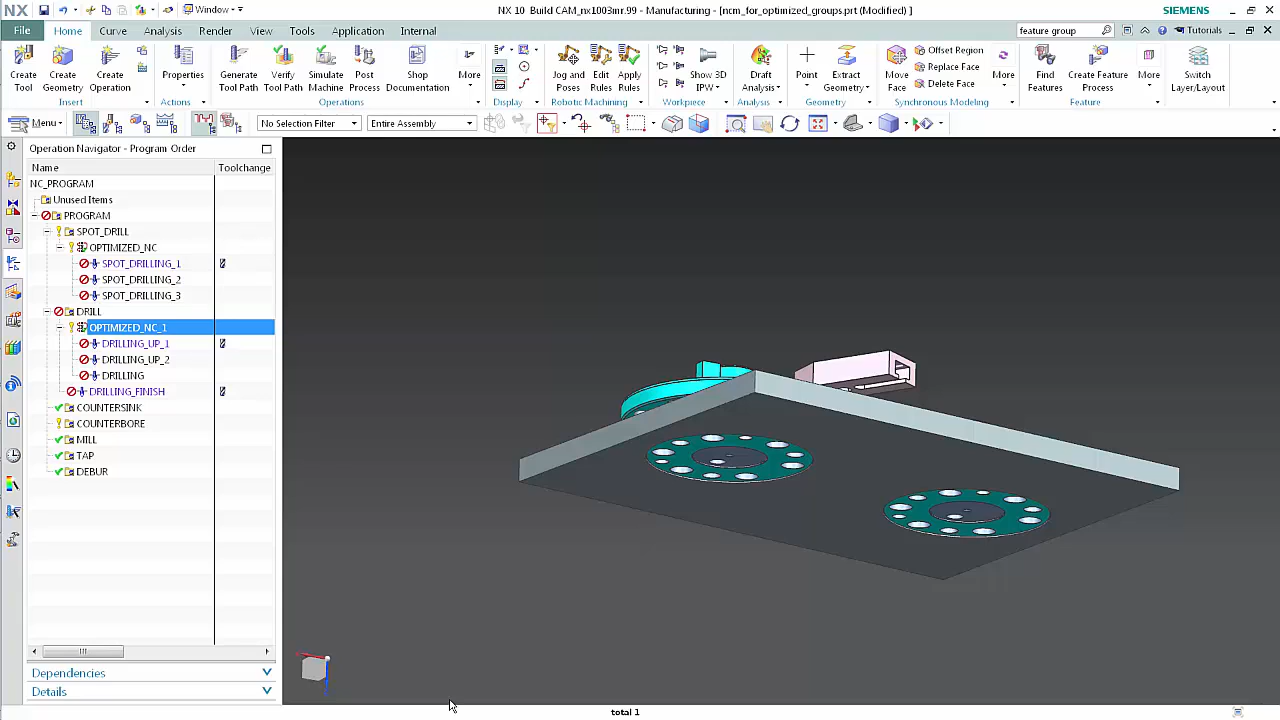 NX
Window
NX 10 Build CAM_nx1003mr.99 - Manufacturing - [ncm_for_optimized_groups.prt (Modified) ]
SIEMENS
File Home Curve Analysis Render View Tools Application Internal
feature group
Tutorials
Create Tool
Create Geometry
Create Operation
Properties
Generate Tool Path
Verify Tool Path
Simulate Machine
Post Process
Shop Documentation
More
Jog and Poses
Edit Rules
Apply Rules
Show 3D IPW
Draft Analysis
Point
Extract Geometry
Move Face
Offset Region
Replace Face
Delete Face
More
Find Features
Create Feature Process
More
Switch Layer/Layout
Insert Actions Operations Display Robotic Machining Workpiece Analysis Geometry Synchronous Modeling Feature
Menu
No Selection Filter
Entire Assembly
Operation Navigator - Program Order
Name Toolchange
NC_PROGRAM
Unused Items
PROGRAM
SPOT_DRILL
OPTIMIZED_NC
SPOT_DRILLING_1
SPOT_DRILLING_2
SPOT_DRILLING_3
DRILL
OPTIMIZED_NC_1
DRILLING_UP_1
DRILLING_UP_2
DRILLING
DRILLING_FINISH
COUNTERSINK
COUNTERBORE
MILL
TAP
DEBUR
Dependencies
Details
total 1